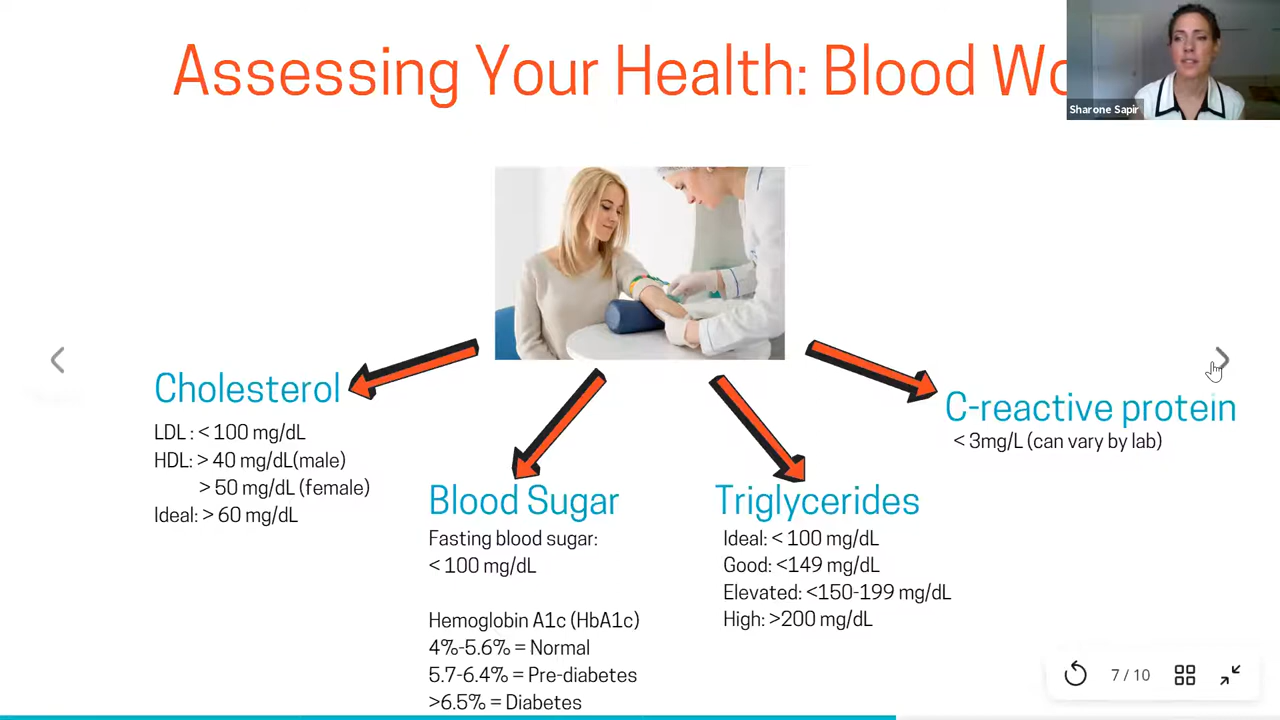 Assessing Your Health: Blood Wo
Sharone Sapir
Cholesterol
LDL : < 100 mg/dL
HDL: > 40 mg/dL(male)
> 50 mg/dL (female)
Ideal: > 60 mg/dL
Blood Sugar
Fasting blood sugar:
< 100 mg/dL
Hemoglobin A1c (HbA1c)
4%-5.6% = Normal
5.7-6.4% = Pre-diabetes
>6.5% = Diabetes
Triglycerides
Ideal: < 100 mg/dL
Good: <149 mg/dL
Elevated: <150-199 mg/dL
High: >200 mg/dL
C-reactive protein
< 3mg/L (can vary by lab)
7 / 10